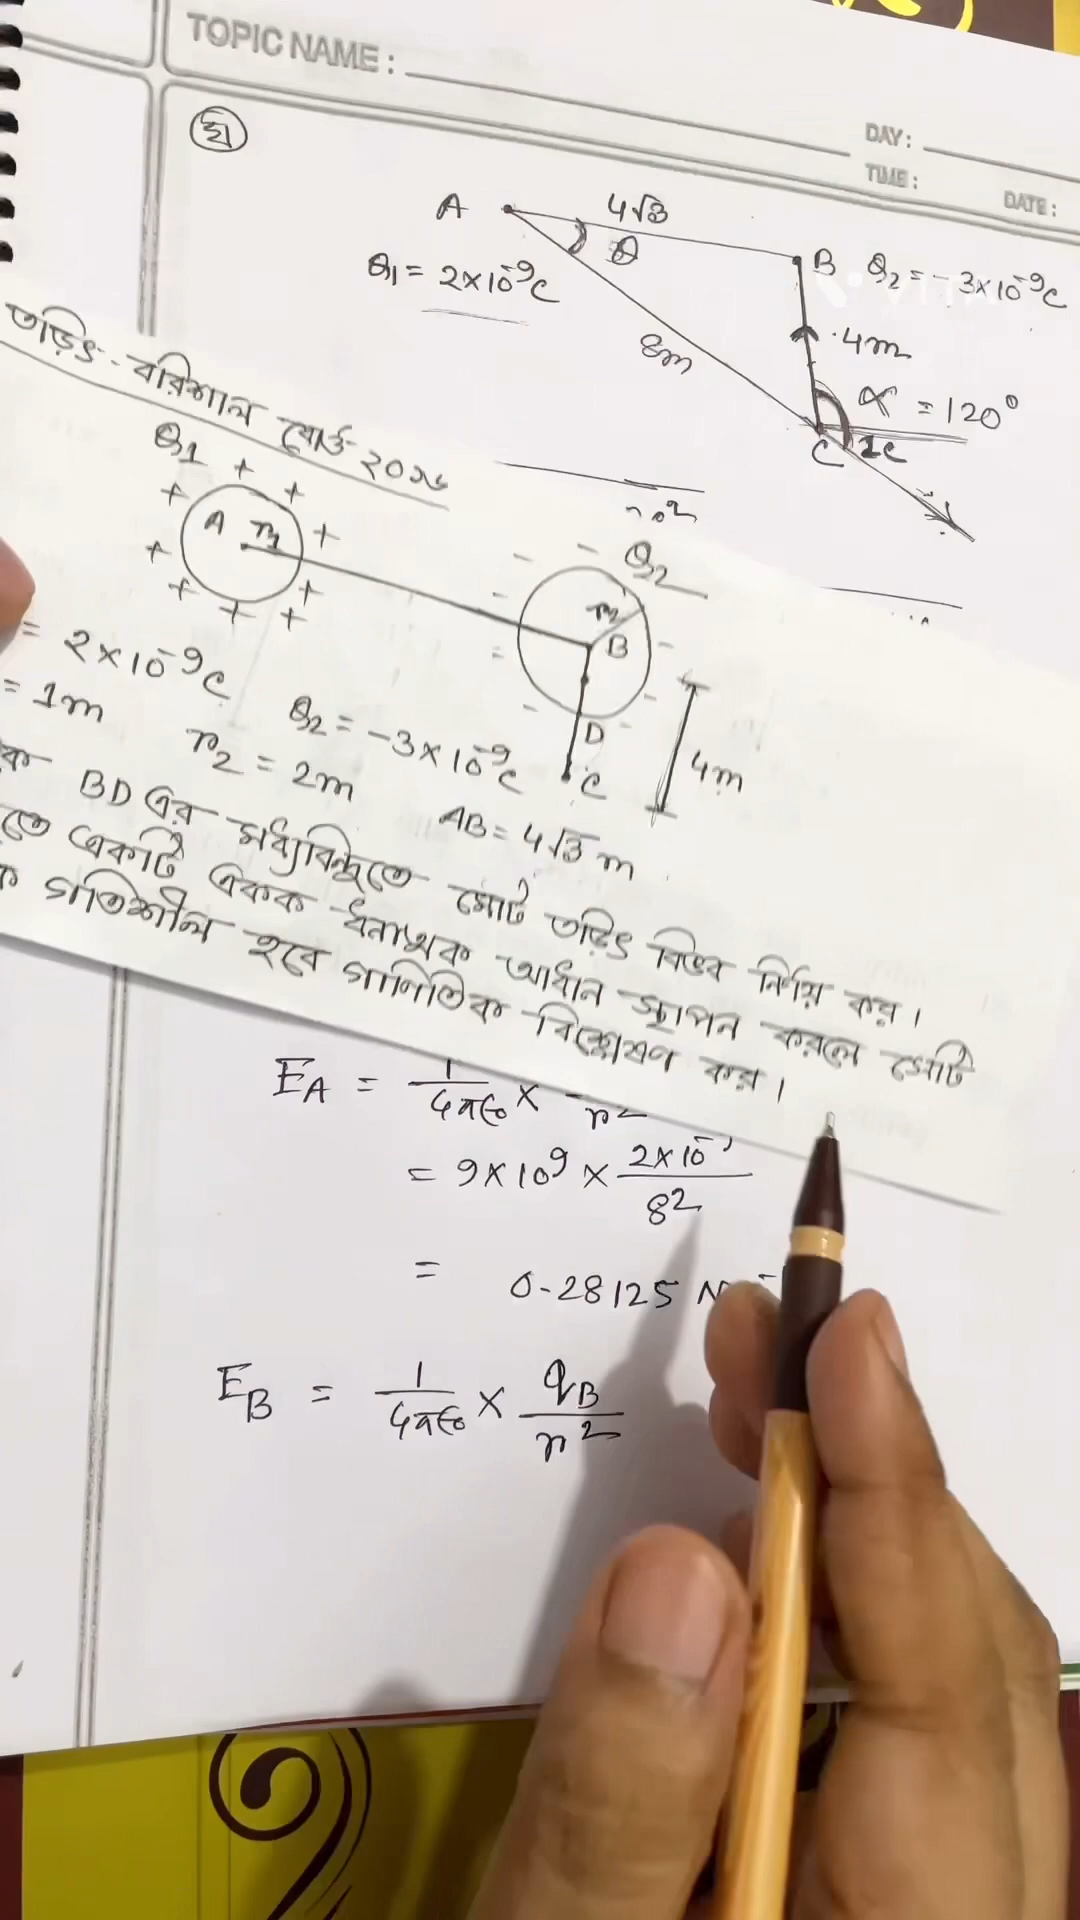 TOPIC NAME :
DAY :
TIME :
DATE :
ঘ
A
4√3
θ
B
Q₂ = - 3×10⁻⁹C
Q₁ = 2×10⁻⁹C
8m
4m
α = 120°
C
1C
তড়িৎ - বরিশাল বোর্ড
Q₁
A r₁
Q₂
r₂
B
D
C
4m
= 2×10⁻⁹C
= 1m
Q₂ = -3×10⁻⁹C
r₂ = 2m
AB = 4√3 m
BD এর মধ্যবিন্দুতে মোট তড়িৎ বিভব নির্ণয় কর।
তে একটি একক ধনাত্মক আধান স্থাপন করলে সেটি
ক গতিশীল হবে গাণিতিক বিশ্লেষণ কর।
E_A = 1/4πε₀ × /r²
= 9×10⁹ × 2×10⁻/8²
= 0.28125 N
E_B = 1/4πε₀ × q_B/r²